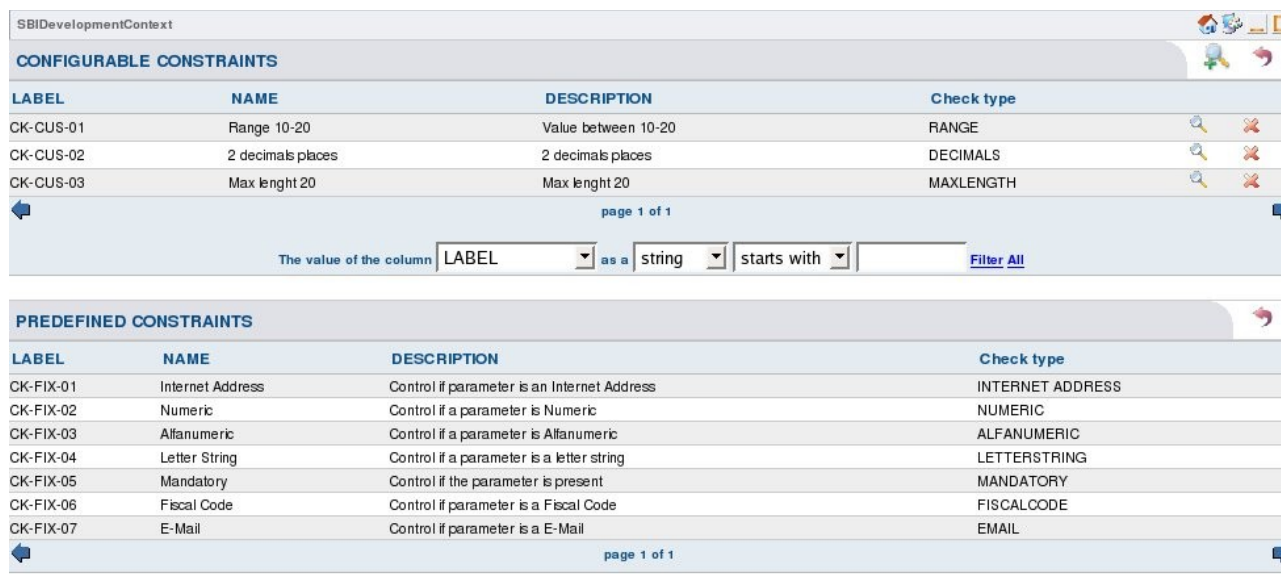 SBIDevelopmentContext
CONFIGURABLE CONSTRAINTS
LABEL NAME DESCRIPTION Check type
CK-CUS-01 Range 10-20 Value between 10-20 RANGE
CK-CUS-02 2 decimals places 2 decimals places DECIMALS
CK-CUS-03 Max lenght 20 Max lenght 20 MAXLENGTH
page 1 of 1
The value of the column LABEL as a string starts with Filter All
PREDEFINED CONSTRAINTS
LABEL NAME DESCRIPTION Check type
CK-FIX-01 Internet Address Control if parameter is an Internet Address INTERNET ADDRESS
CK-FIX-02 Numeric Control if a parameter is Numeric NUMERIC
CK-FIX-03 Alfanumeric Control if a parameter is Alfanumeric ALFANUMERIC
CK-FIX-04 Letter String Control if a parameter is a letter string LETTERSTRING
CK-FIX-05 Mandatory Control if the parameter is present MANDATORY
CK-FIX-06 Fiscal Code Control if parameter is a Fiscal Code FISCALCODE
CK-FIX-07 E-Mail Control if parameter is a E-Mail EMAIL
page 1 of 1